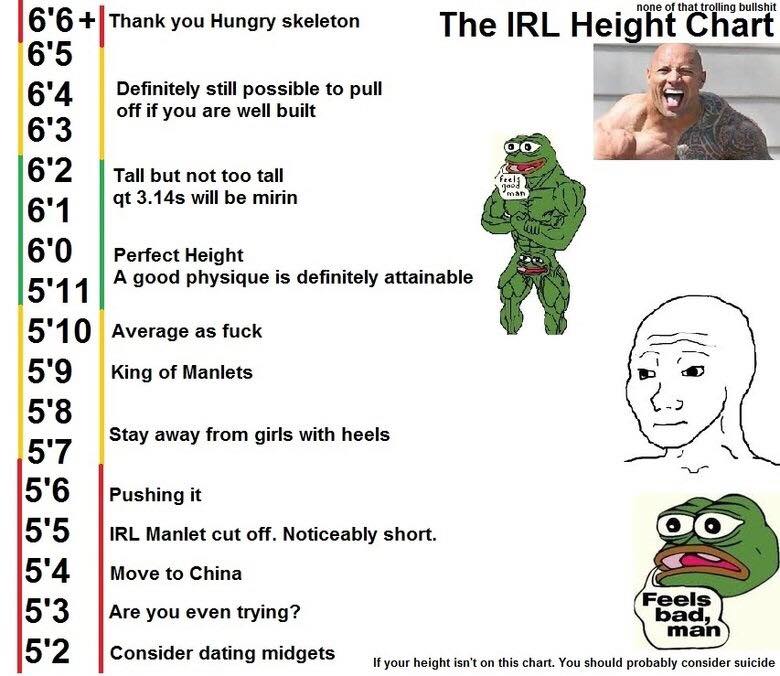 none of that trolling bullshit
The IRL Height Chart
6'6+ Thank you Hungry skeleton
6'5
6'4 Definitely still possible to pull
off if you are well built
6'3
6'2 Tall but not too tall
qt 3.14s will be mirin
6'1
6'0 Perfect Height
5'11 A good physique is definitely attainable
5'10 Average as fuck
5'9 King of Manlets
5'8
Stay away from girls with heels
5'7
5'6 Pushing it
5'5 IRL Manlet cut off. Noticeably short.
5'4 Move to China
5'3 Are you even trying?
5'2 Consider dating midgets
feels
good
man
Feels
bad,
man
If your height isn't on this chart. You should probably consider suicide